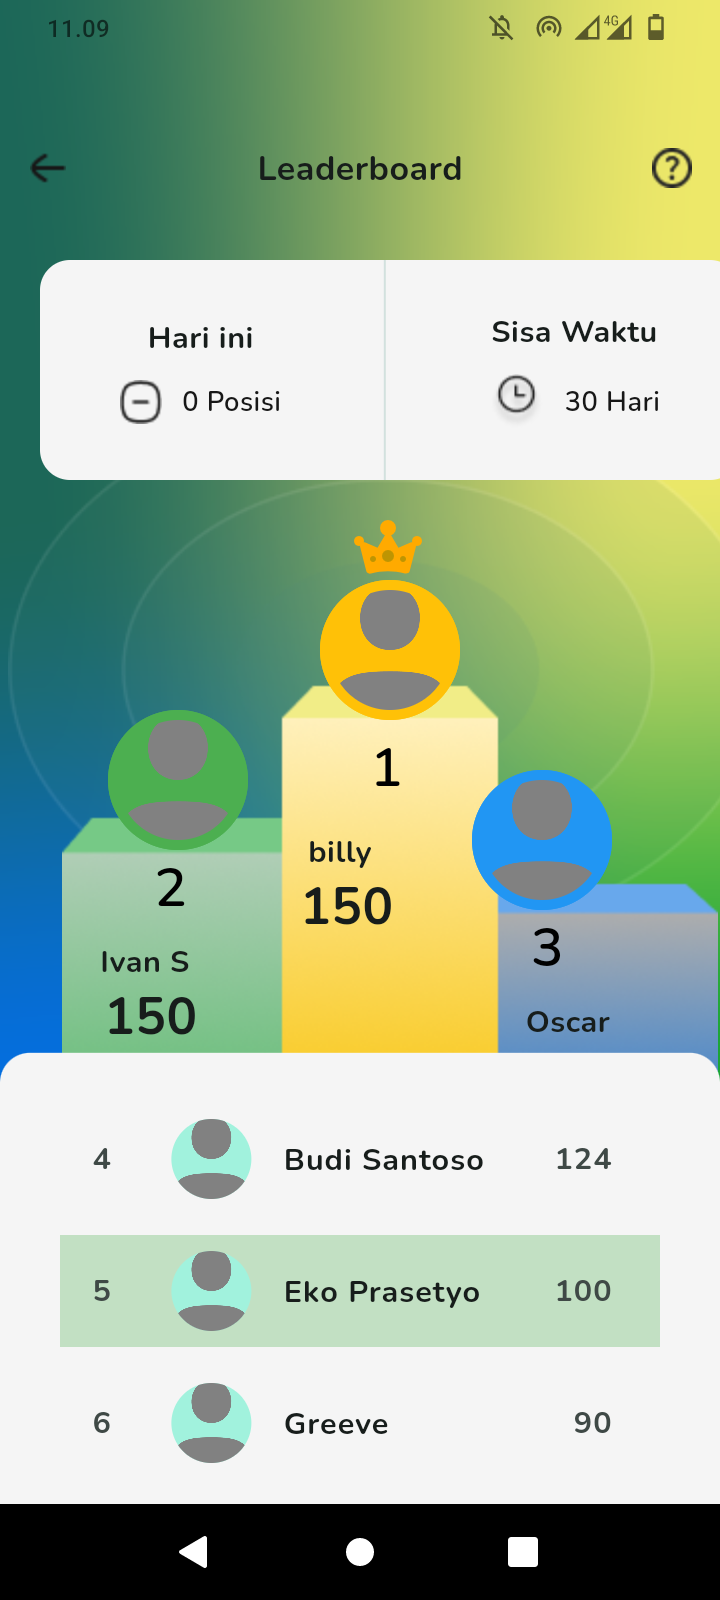 11.09
4G
Leaderboard
Hari ini
0 Posisi
Sisa Waktu
30 Hari
1
billy
150
2
Ivan S
150
3
Oscar
4 Budi Santoso 124
5 Eko Prasetyo 100
6 Greeve 90